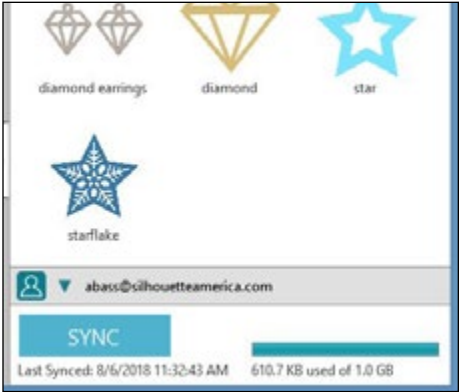 diamond earrings diamond star
starflake
abass@silhouetteamerica.com
SYNC
Last Synced: 8/6/2018 11:32:43 AM 610.7 KB used of 1.0 GB